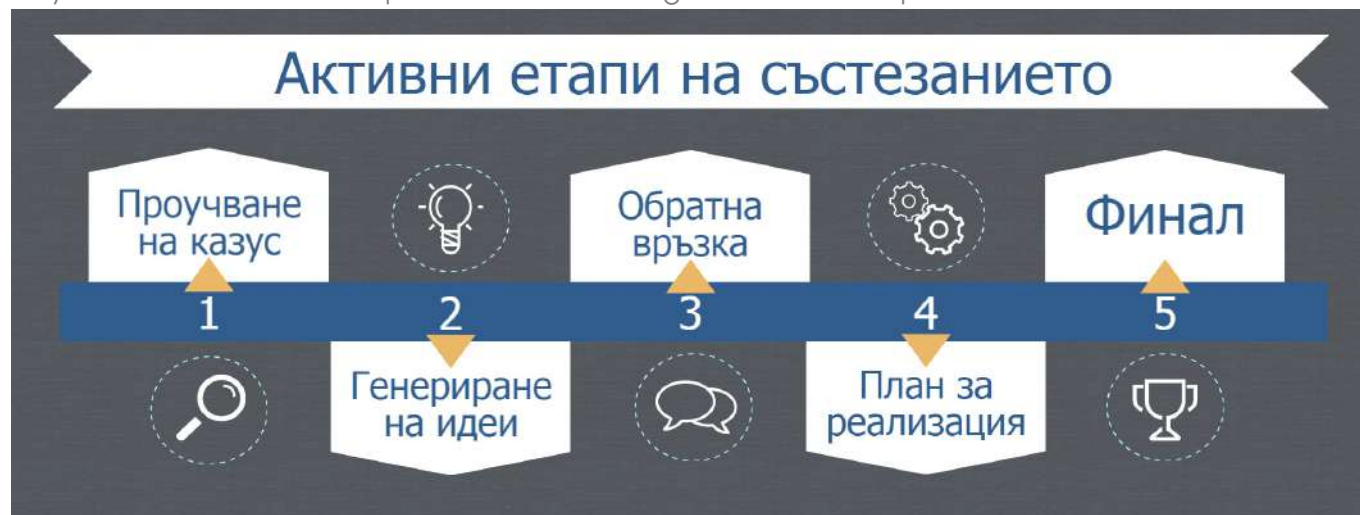 Активни етапи на състезанието
Проучване
на казус
Обратна
връзка
Финал
1 2 3 4 5
Генериране
на идеи
План за
реализация